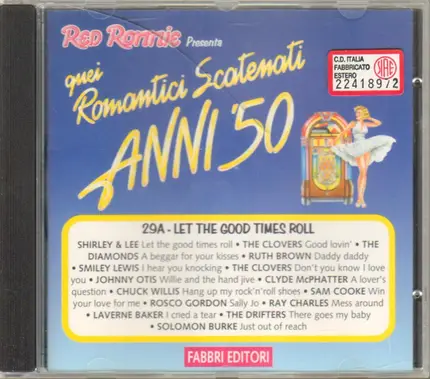 Red Ronnie Presenta
quei
Romantici Scatenati
ANNI '50
C.D. ITALIA
FABBRICATO
ESTERO
22418972
29A - LET THE GOOD TIMES ROLL
SHIRLEY & LEE Let the good times roll • THE CLOVERS Good lovin' • THE
DIAMONDS A beggar for your kisses • RUTH BROWN Daddy daddy
• SMILEY LEWIS I hear you knocking • THE CLOVERS Don't you know I love
you • JOHNNY OTIS Willie and the hand jive • CLYDE McPHATTER A lover's
question • CHUCK WILLIS Hang up my rock'n'roll shoes • SAM COOKE Win
your love for me • ROSCO GORDON Sally Jo • RAY CHARLES Mess around
• LAVERNE BAKER I cried a tear • THE DRIFTERS There goes my baby
• SOLOMON BURKE Just out of reach
FABBRI EDITORI